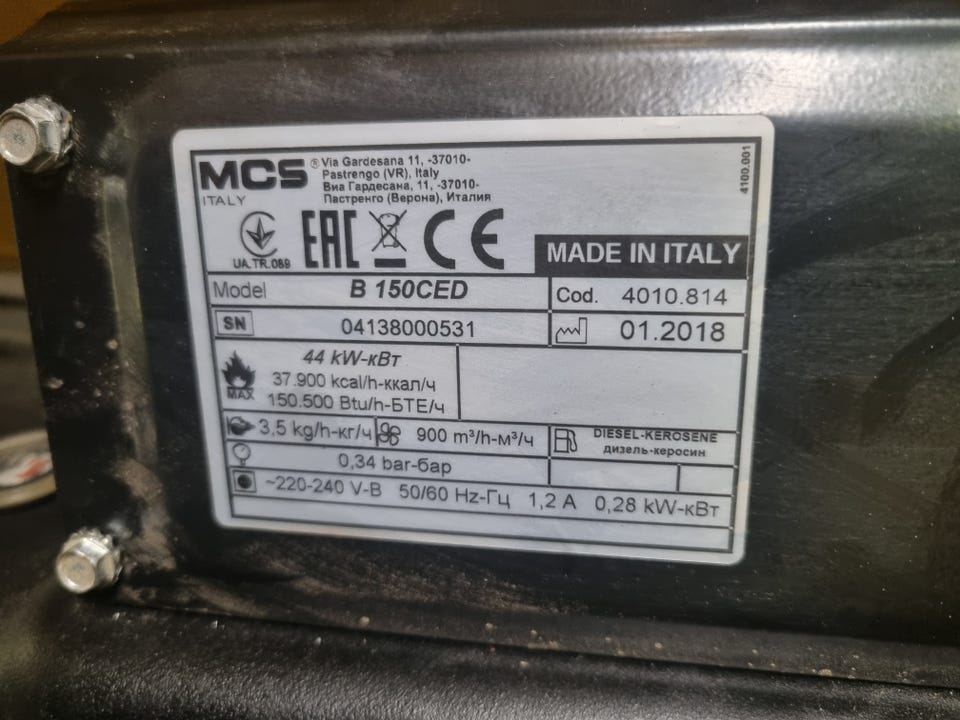 MCS ® Via Gardesana 11, -37010-
Pastrengo (VR), Italy
Виа Гардесана, 11, -37010-
ITALY Пастренго (Верона), Италия
4100.001
UA.TR.089 EAC CE MADE IN ITALY
Model B 150CED Cod. 4010.814
SN 04138000531 01.2018
44 kW-кВт
37.900 kcal/h-ккал/ч
MAX 150.500 Btu/h-БТЕ/ч
3,5 kg/h-кг/ч 900 m³/h-м³/ч DIESEL-KEROSENE
дизель-керосин
0,34 bar-бар
~220-240 V-В 50/60 Hz-Гц 1,2 A 0,28 kW-кВт